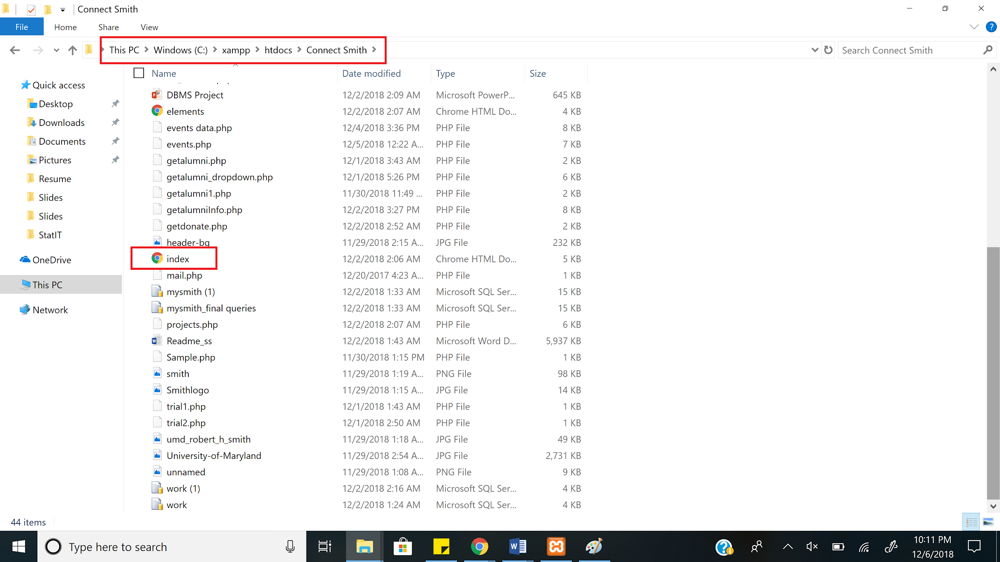 Connect Smith
File Home Share View
This PC > Windows (C:) > xampp > htdocs > Connect Smith >
Search Connect Smith
Name Date modified Type Size
Quick access
Desktop
Downloads
Documents
Pictures
Resume
Slides
Slides
StatIT
OneDrive
This PC
Network
DBMS Project 12/2/2018 2:09 AM Microsoft PowerP... 645 KB
elements 12/2/2018 2:07 AM Chrome HTML Do... 4 KB
events data.php 12/4/2018 3:36 PM PHP File 8 KB
events.php 12/5/2018 12:22 A... PHP File 7 KB
getalumni.php 12/1/2018 3:43 AM PHP File 2 KB
getalumni_dropdown.php 12/1/2018 5:26 PM PHP File 6 KB
getalumni1.php 11/30/2018 11:49 ... PHP File 2 KB
getalumniInfo.php 12/2/2018 3:27 PM PHP File 8 KB
getdonate.php 12/2/2018 2:52 AM PHP File 2 KB
header-bg 11/29/2018 2:15 A... JPG File 232 KB
index 12/2/2018 2:06 AM Chrome HTML Do... 5 KB
mail.php 12/20/2017 4:23 A... PHP File 1 KB
mysmith (1) 12/2/2018 1:33 AM Microsoft SQL Ser... 15 KB
mysmith_final queries 12/2/2018 1:33 AM Microsoft SQL Ser... 15 KB
projects.php 12/2/2018 2:07 AM PHP File 6 KB
Readme_ss 12/2/2018 1:43 AM Microsoft Word D... 5,937 KB
Sample.php 11/30/2018 1:15 PM PHP File 1 KB
smith 11/29/2018 1:19 A... PNG File 98 KB
Smithlogo 11/29/2018 1:15 A... JPG File 14 KB
trial1.php 12/1/2018 1:43 AM PHP File 1 KB
trial2.php 12/1/2018 2:50 AM PHP File 1 KB
umd_robert_h_smith 11/29/2018 1:18 A... JPG File 49 KB
University-of-Maryland 11/29/2018 2:54 A... JPG File 2,731 KB
unnamed 11/29/2018 1:08 A... PNG File 9 KB
work (1) 12/2/2018 2:16 AM Microsoft SQL Ser... 4 KB
work 12/2/2018 1:24 AM Microsoft SQL Ser... 4 KB
44 items
Type here to search
10:11 PM
12/6/2018